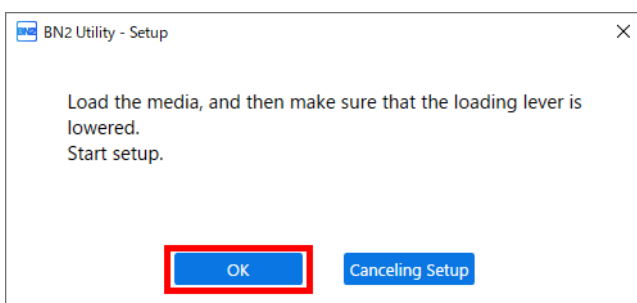 BN2 BN2 Utility - Setup
Load the media, and then make sure that the loading lever is
lowered.
Start setup.
OK Canceling Setup